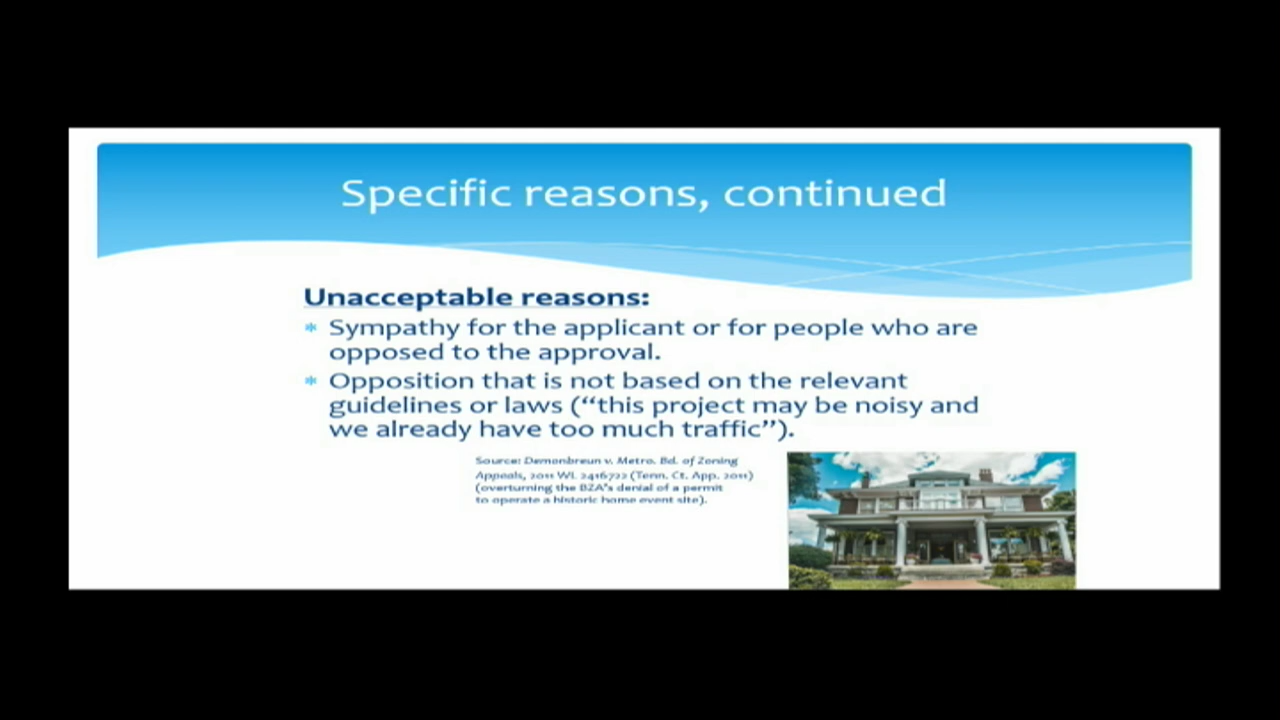 Specific reasons, continued
Unacceptable reasons:
* Sympathy for the applicant or for people who are
opposed to the approval.
* Opposition that is not based on the relevant
guidelines or laws (“this project may be noisy and
we already have too much traffic”).
Source: Demonbreun v. Metro. Bd. of Zoning
Appeals, 2011 WL 2416722 (Tenn. Ct. App. 2011)
(overturning the BZA’s denial of a permit
to operate a historic home event site).